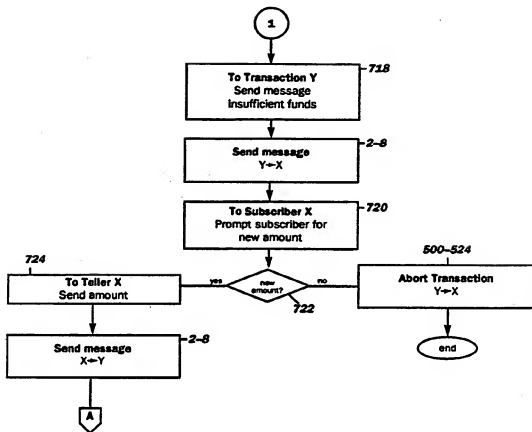 1
718
To Transaction Y
Send message
Insufficient funds
2–8
Send message
Y←X
720
To Subscriber X
Prompt subscriber for
new amount
724
500–524
To Teller X
Send amount
yes
new
amount?
no
722
Abort Transaction
Y→X
2–8
Send message
X←Y
end
A